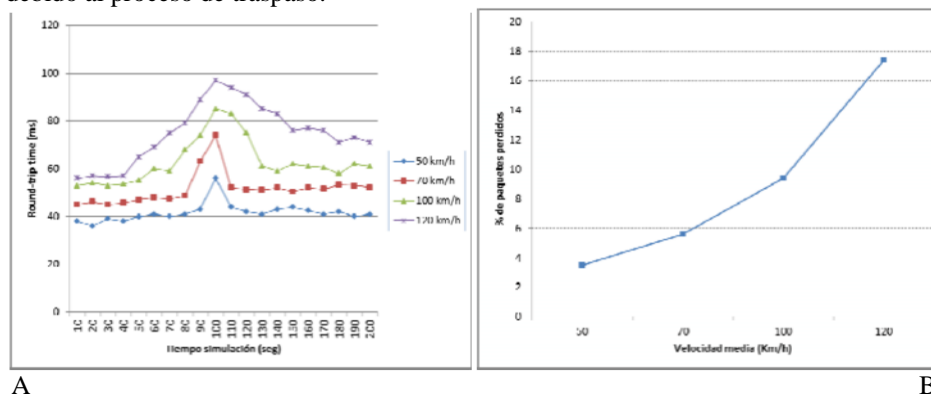 debido al proceso de traspaso.
120
100
80
60
40
20
0
Round-trip time (ms)
10 20 30 40 50 60 70 80 90 100 110 120 130 140 150 160 170 180 190 200
Tiempo simulación (seg)
50 km/h
70 km/h
100 km/h
120 km/h
20
18
16
14
12
10
8
6
4
2
0
% de paquetes perdidos
50 70 100 120
Velocidad media (Km/h)
A B